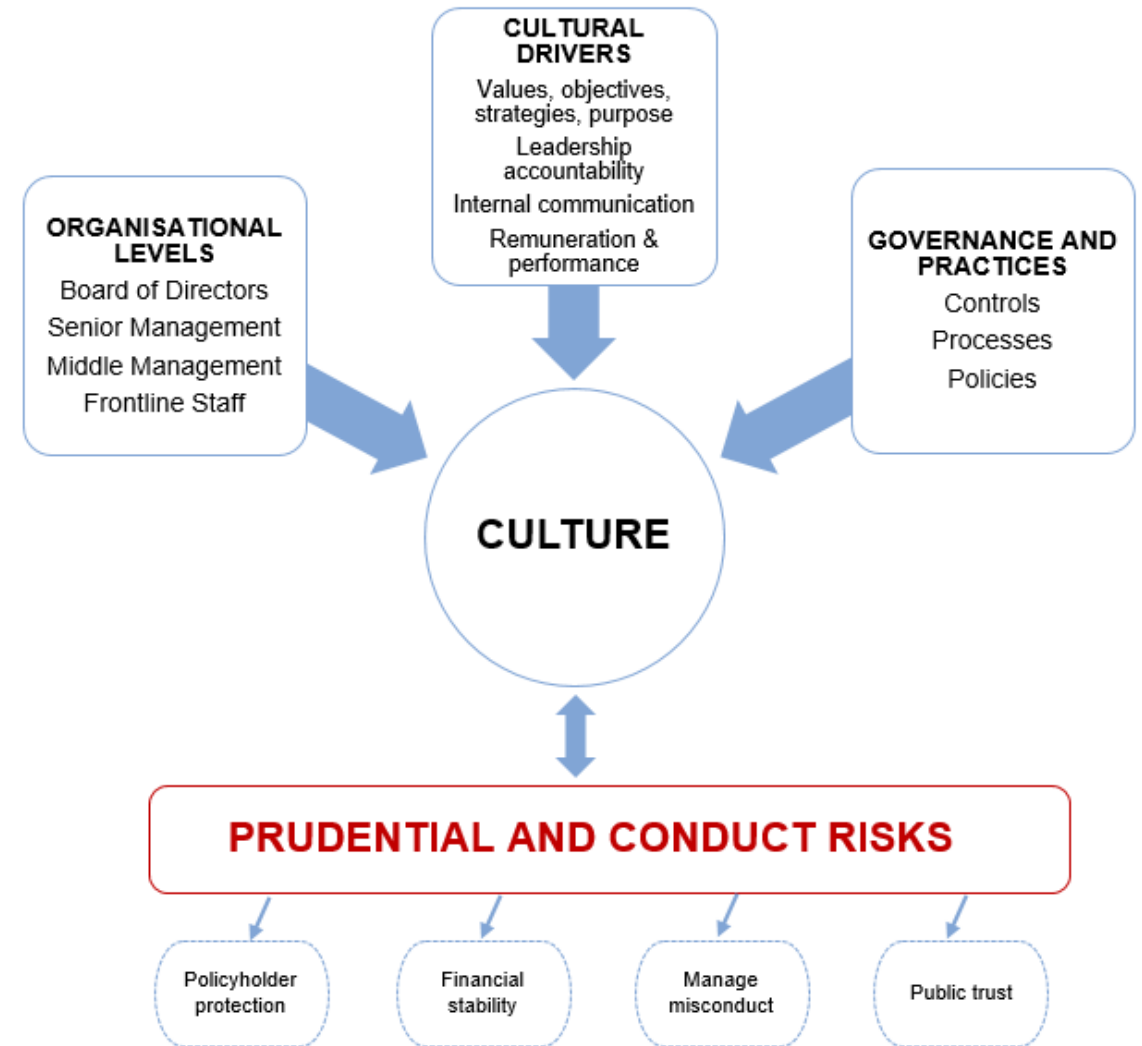 CULTURAL
DRIVERS
Values, objectives,
strategies, purpose
Leadership
accountability
Internal communication
Remuneration &
performance
ORGANISATIONAL
LEVELS
Board of Directors
Senior Management
Middle Management
Frontline Staff
GOVERNANCE AND
PRACTICES
Controls
Processes
Policies
CULTURE
PRUDENTIAL AND CONDUCT RISKS
Policyholder
protection
Financial
stability
Manage
misconduct
Public trust